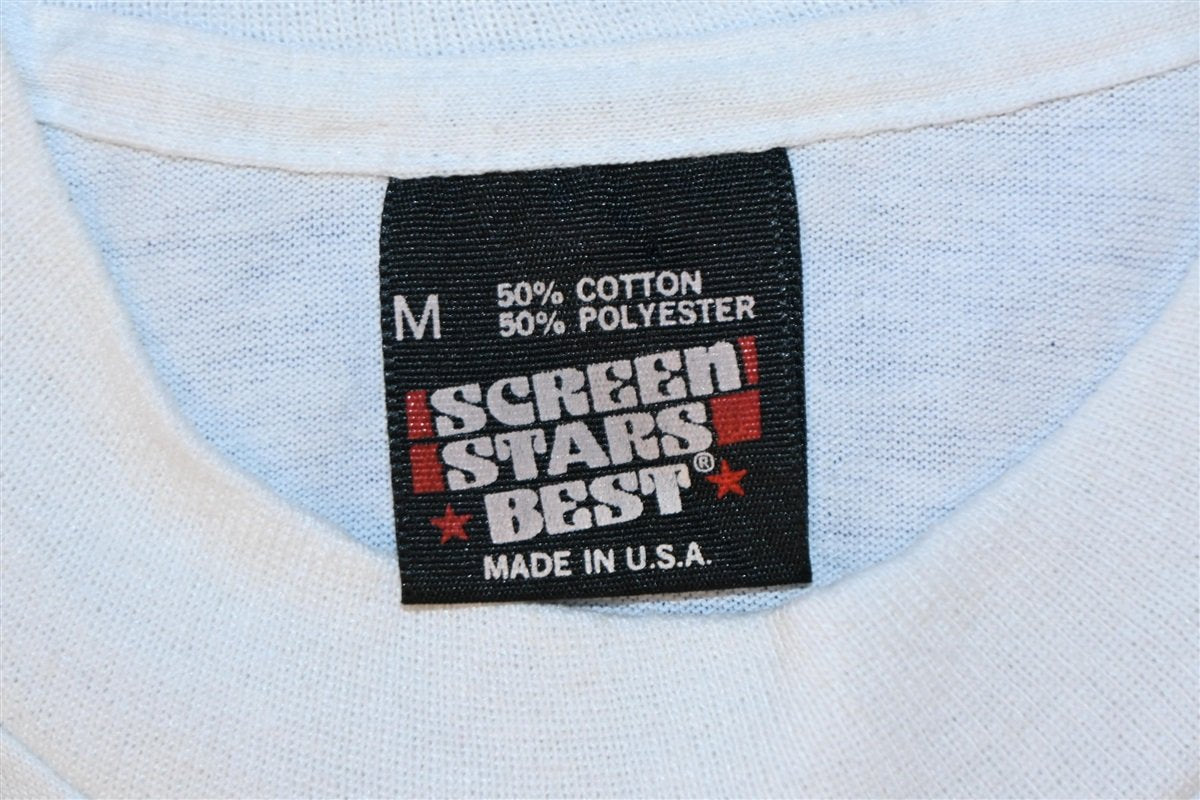 M
50% COTTON
50% POLYESTER
SCREEn
STARS
BEST®
MADE IN U.S.A.